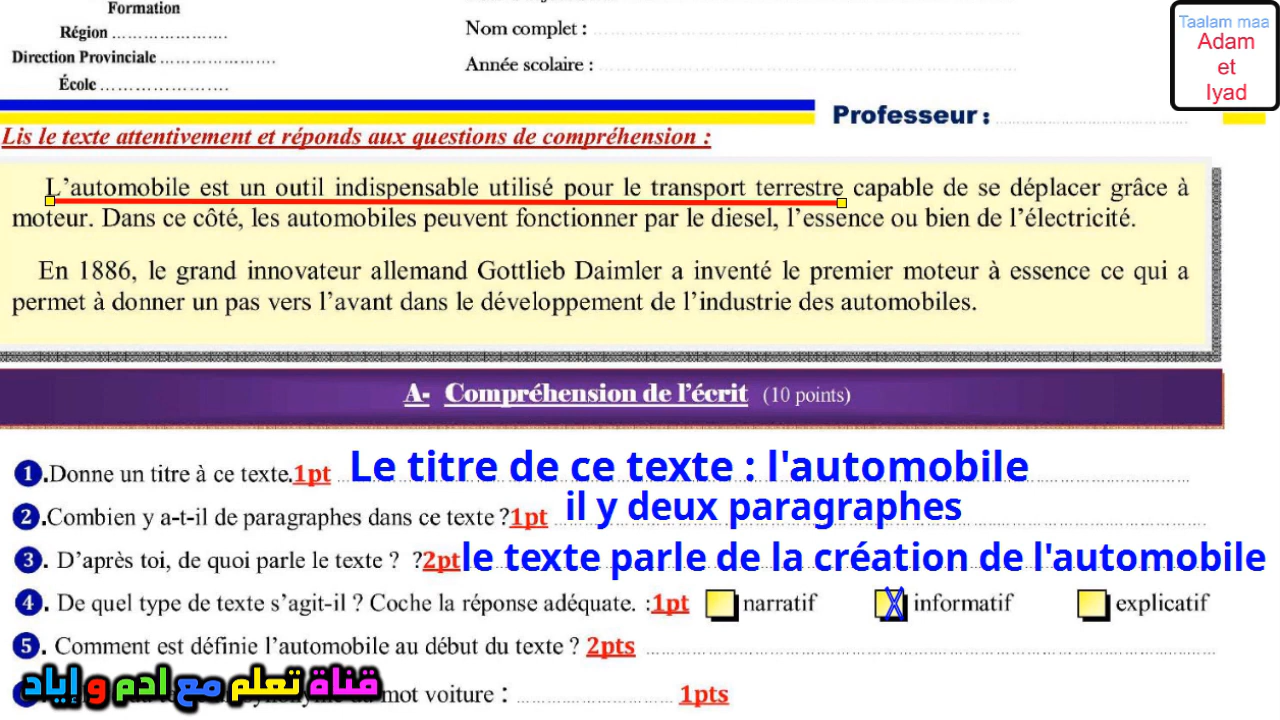 Formation
Région ......................
Direction Provinciale ......................
École ......................
Nom complet :
Année scolaire :
Taalam maa
Adam
et
Iyad
Professeur :
Lis le texte attentivement et réponds aux questions de compréhension :
L'automobile est un outil indispensable utilisé pour le transport terrestre capable de se déplacer grâce à
moteur. Dans ce côté, les automobiles peuvent fonctionner par le diesel, l'essence ou bien de l'électricité.
En 1886, le grand innovateur allemand Gottlieb Daimler a inventé le premier moteur à essence ce qui a
permet à donner un pas vers l'avant dans le développement de l'industrie des automobiles.
A- Compréhension de l'écrit (10 points)
1.Donne un titre à ce texte.1pt Le titre de ce texte : l'automobile
2.Combien y a-t-il de paragraphes dans ce texte ?1pt il y deux paragraphes
3. D'après toi, de quoi parle le texte ? ?2pt le texte parle de la création de l'automobile
4. De quel type de texte s'agit-il ? Coche la réponse adéquate. :1pt narratif X informatif explicatif
5. Comment est définie l'automobile au début du texte ? 2pts
قناة تعلم مع ادم و إياد
mot voiture : ...................... 1pts